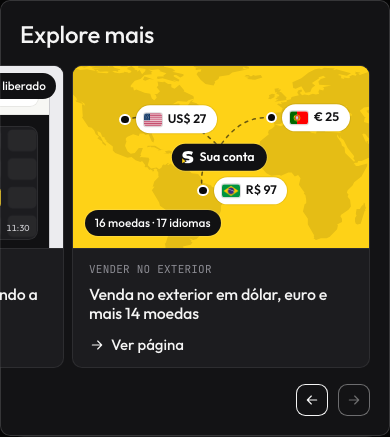 Explore mais
liberado
US$ 27
€ 25
S Sua conta
R$ 97
16 moedas · 17 idiomas
11:30
VENDER NO EXTERIOR
ndo a
Venda no exterior em dólar, euro e
mais 14 moedas
→ Ver página
← →